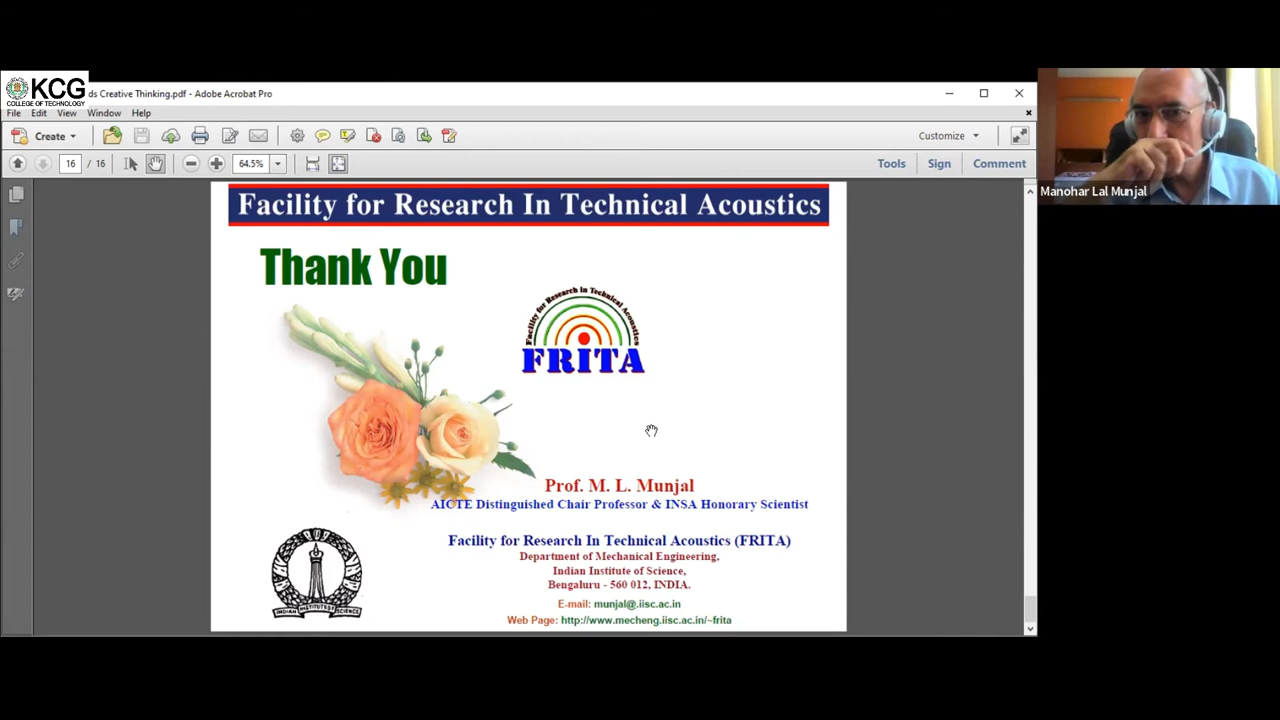 KCG
COLLEGE OF TECHNOLOGY
ds Creative Thinking.pdf - Adobe Acrobat Pro
File Edit View Window Help
Create
Customize
16 / 16
64.5%
Tools Sign Comment
Manohar Lal Munjal
Facility for Research In Technical Acoustics
Thank You
Facility for Research in Technical Acoustics
FRITA
Prof. M. L. Munjal
AICTE Distinguished Chair Professor & INSA Honorary Scientist
Facility for Research In Technical Acoustics (FRITA)
Department of Mechanical Engineering,
Indian Institute of Science,
Bengaluru - 560 012, INDIA.
E-mail: munjal@.iisc.ac.in
Web Page: http://www.mecheng.iisc.ac.in/~frita
INDIAN INSTITUTE OF SCIENCE